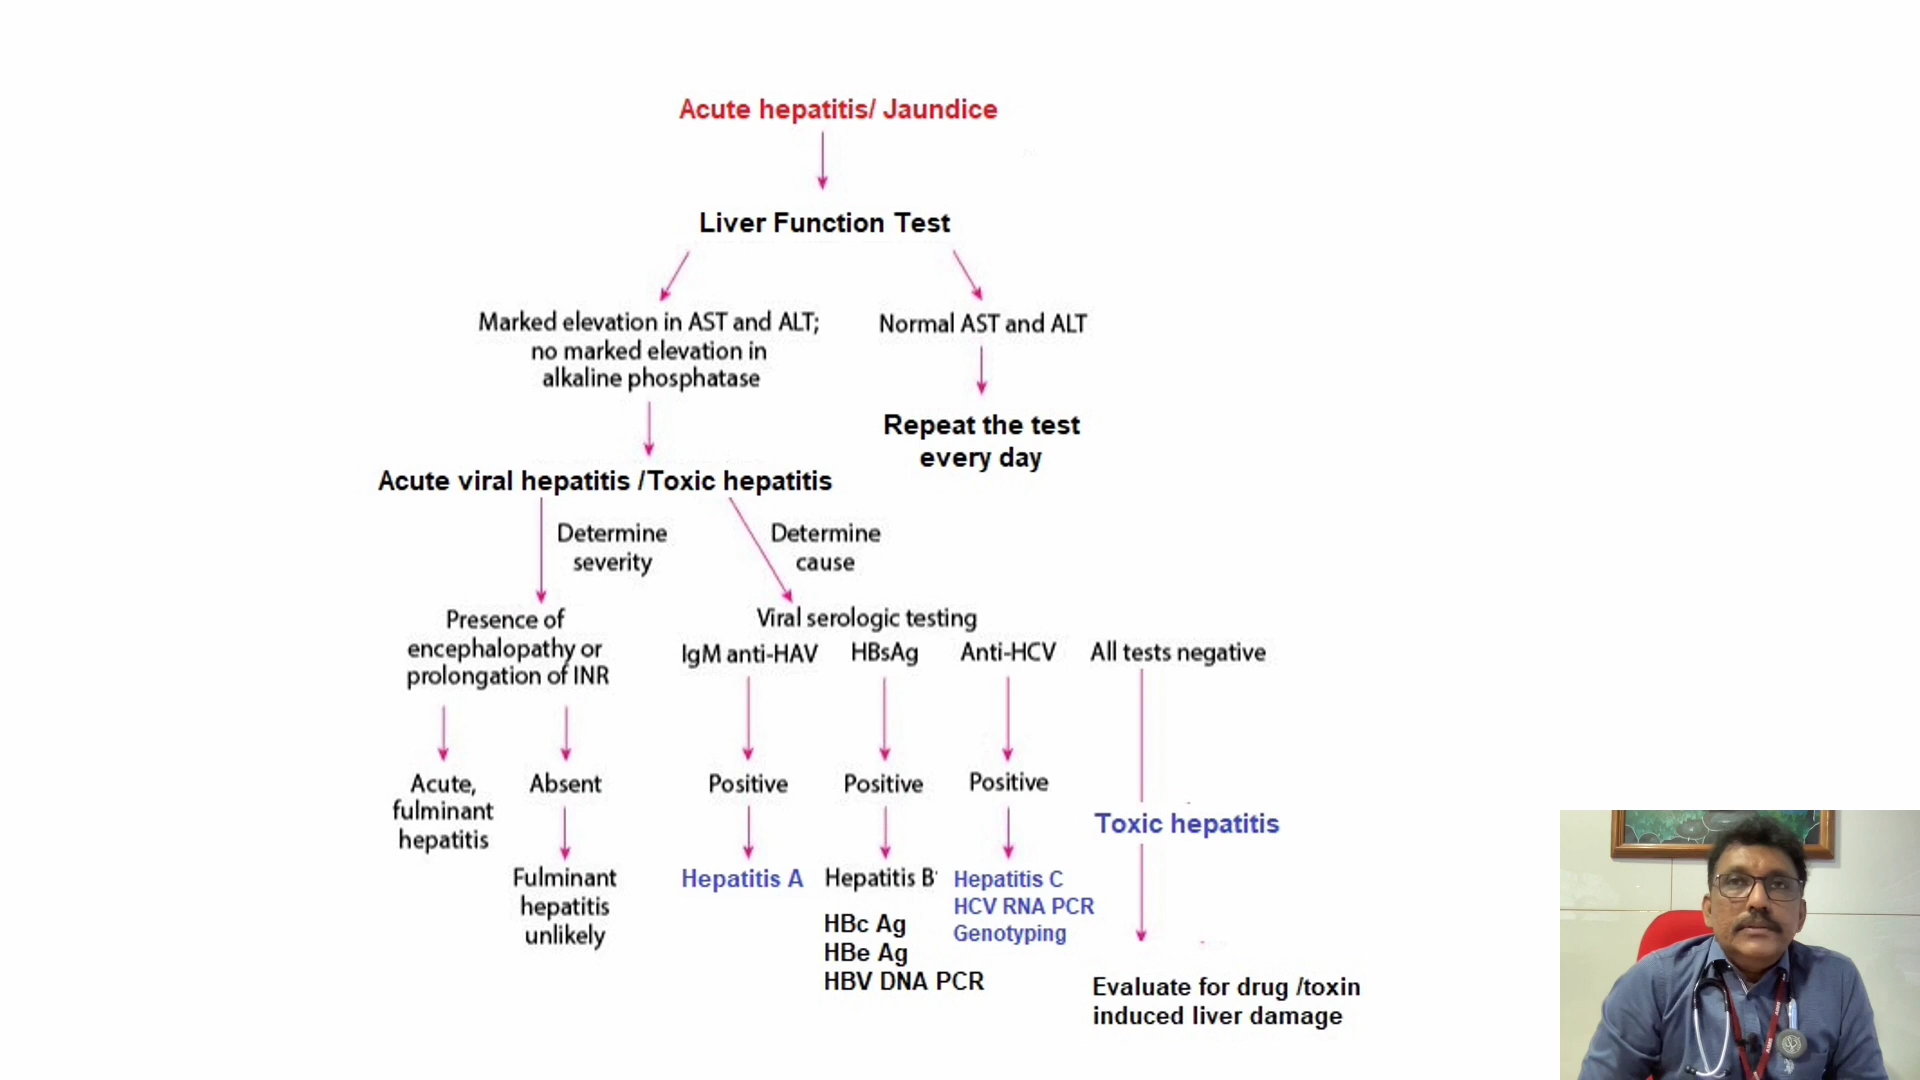 Acute hepatitis/ Jaundice
Liver Function Test
Marked elevation in AST and ALT;
no marked elevation in
alkaline phosphatase
Normal AST and ALT
Repeat the test
every day
Acute viral hepatitis /Toxic hepatitis
Determine
severity
Determine
cause
Presence of
encephalopathy or
prolongation of INR
Viral serologic testing
IgM anti-HAV
HBsAg
Anti-HCV
All tests negative
Acute,
fulminant
hepatitis
Absent
Positive
Positive
Positive
Toxic hepatitis
Fulminant
hepatitis
unlikely
Hepatitis A
Hepatitis B
HBc Ag
HBe Ag
HBV DNA PCR
Hepatitis C
HCV RNA PCR
Genotyping
Evaluate for drug /toxin
induced liver damage